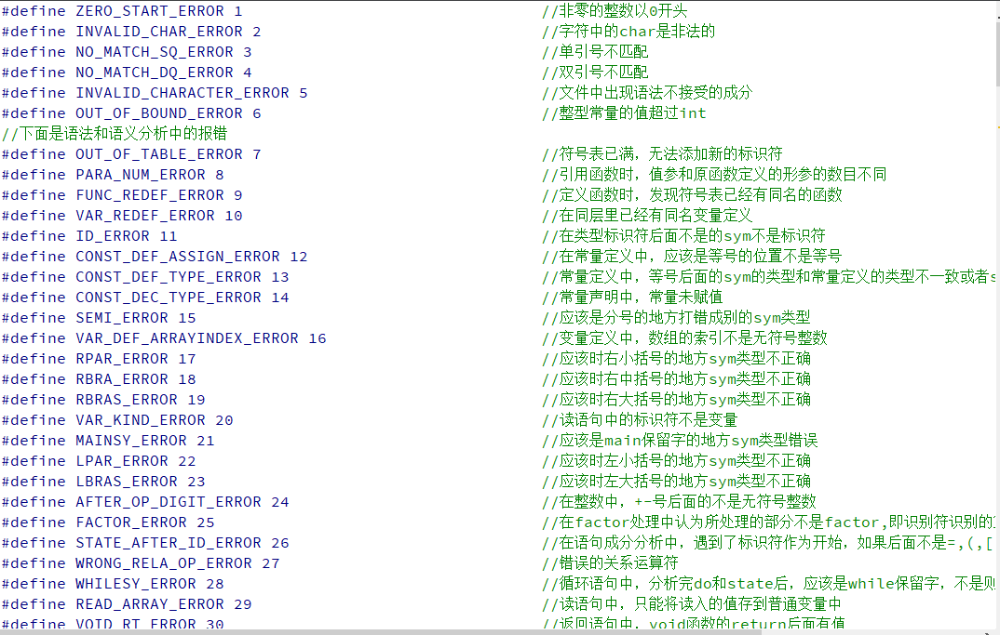 #define ZERO_START_ERROR 1 //非零的整数以0开头
#define INVALID_CHAR_ERROR 2 //字符中的char是非法的
#define NO_MATCH_SQ_ERROR 3 //单引号不匹配
#define NO_MATCH_DQ_ERROR 4 //双引号不匹配
#define INVALID_CHARACTER_ERROR 5 //文件中出现语法不接受的成分
#define OUT_OF_BOUND_ERROR 6 //整型常量的值超过int
//下面是语法和语义分析中的报错
#define OUT_OF_TABLE_ERROR 7 //符号表已满，无法添加新的标识符
#define PARA_NUM_ERROR 8 //引用函数时，值参和原函数定义的形参的数目不同
#define FUNC_REDEF_ERROR 9 //定义函数时，发现符号表已经有同名的函数
#define VAR_REDEF_ERROR 10 //在同层里已经有同名变量定义
#define ID_ERROR 11 //在类型标识符后面不是的sym不是标识符
#define CONST_DEF_ASSIGN_ERROR 12 //在常量定义中，应该是等号的位置不是等号
#define CONST_DEF_TYPE_ERROR 13 //常量定义中，等号后面的sym的类型和常量定义的类型不一致或者s
#define CONST_DEC_TYPE_ERROR 14 //常量声明中，常量未赋值
#define SEMI_ERROR 15 //应该是分号的地方打错成别的sym类型
#define VAR_DEF_ARRAYINDEX_ERROR 16 //变量定义中，数组的索引不是无符号整数
#define RPAR_ERROR 17 //应该时右小括号的地方sym类型不正确
#define RBRA_ERROR 18 //应该时右中括号的地方sym类型不正确
#define RBRAS_ERROR 19 //应该时右大括号的地方sym类型不正确
#define VAR_KIND_ERROR 20 //读语句中的标识符不是变量
#define MAINSY_ERROR 21 //应该是main保留字的地方sym类型错误
#define LPAR_ERROR 22 //应该时左小括号的地方sym类型不正确
#define LBRAS_ERROR 23 //应该时左大括号的地方sym类型不正确
#define AFTER_OP_DIGIT_ERROR 24 //在整数中，+-号后面的不是无符号整数
#define FACTOR_ERROR 25 //在factor处理中认为所处理的部分不是factor,即识别符识别的
#define STATE_AFTER_ID_ERROR 26 //在语句成分分析中，遇到了标识符作为开始，如果后面不是=,(,[
#define WRONG_RELA_OP_ERROR 27 //错误的关系运算符
#define WHILESY_ERROR 28 //循环语句中，分析完do和state后，应该是while保留字，不是则
#define READ_ARRAY_ERROR 29 //读语句中，只能将读入的值存到普通变量中
#define VOID_RT_ERROR 30 //返回语句中，void函数的return后面有值